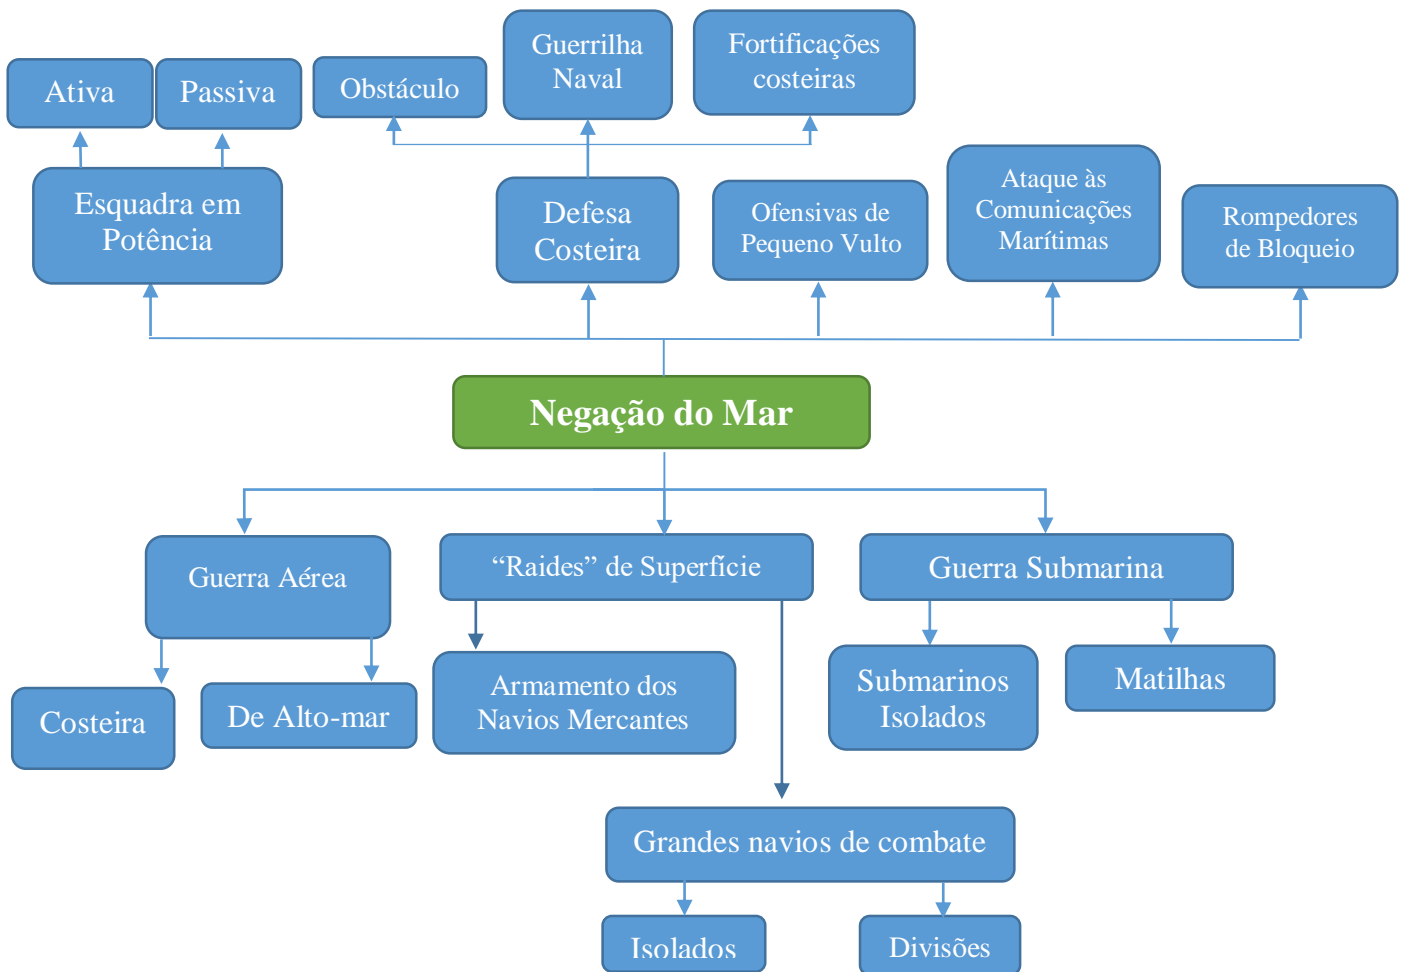 Ativa
Passiva
Obstáculo
Guerrilha
Naval
Fortificações
costeiras
Esquadra em
Potência
Defesa
Costeira
Ofensivas de
Pequeno Vulto
Ataque às
Comunicações
Marítimas
Rompedores
de Bloqueio
Negação do Mar
Guerra Aérea
“Raides” de Superfície
Guerra Submarina
Costeira
De Alto-mar
Armamento dos
Navios Mercantes
Submarinos
Isolados
Matilhas
Grandes navios de combate
Isolados
Divisões